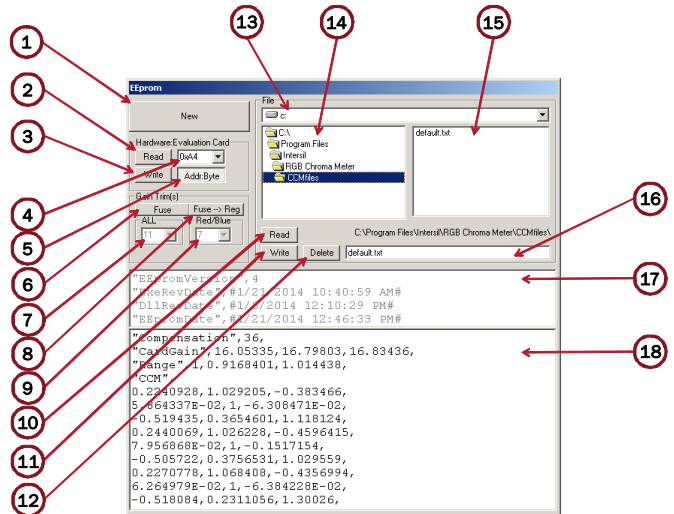 13
14
15
1
EEprom
2
New
File
c:
3
Hardware:Evaluation Card
Read
0xA4
Write
Addr:Byte
C:\
Program Files
Intersil
RGB Chroma Meter
CCMfiles
default.txt
4
Gain Trim(s)
Fuse
Fuse --> Reg
16
5
ALL
11
Red/Blue
7
Read
C:\Program Files\Intersil\RGB Chroma Meter\CCMfiles\
6
Write
Delete
default.txt
17
7
"EEpromVersion",4
"ExeRevDate",#1/21/2014 10:40:59 AM#
8
"DllRevDate",#1/8/2014 12:10:29 PM#
"EEpromDate",#1/21/2014 12:46:33 PM#
9
"Compensation",36,
18
"CardGain",16.05335,16.79803,16.83436,
"Range",1,0.9168401,1.014438,
"CCM"
0.2240928,1.029205,-0.383466,
10
5.864337E-02,1,-6.308471E-02,
-0.519435,0.3654601,1.118124,
0.2440069,1.026228,-0.4596415,
11
7.956868E-02,1,-0.1517154,
-0.505722,0.3756531,1.029559,
0.2270778,1.068408,-0.4356994,
12
6.264979E-02,1,-6.384228E-02,
-0.518084,0.2311056,1.30026,